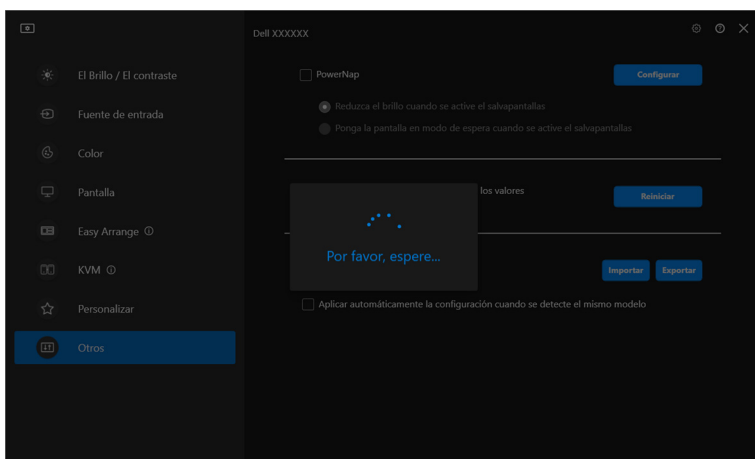 Dell XXXXXX
El Brillo / El contraste
Fuente de entrada
Color
Pantalla
Easy Arrange
KVM
Personalizar
Otros
PowerNap
Configurar
Reduzca el brillo cuando se active el salvapantallas
Ponga la pantalla en modo de espera cuando se active el salvapantallas
los valores
Reiniciar
Por favor, espere...
Importar
Exportar
Aplicar automáticamente la configuración cuando se detecte el mismo modelo